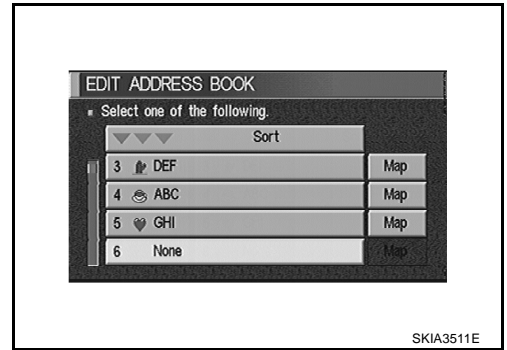 EDIT ADDRESS BOOK
Select one of the following.
Sort
3 DEF Map
4 ABC Map
5 GHI Map
6 None Map
SKIA3511E